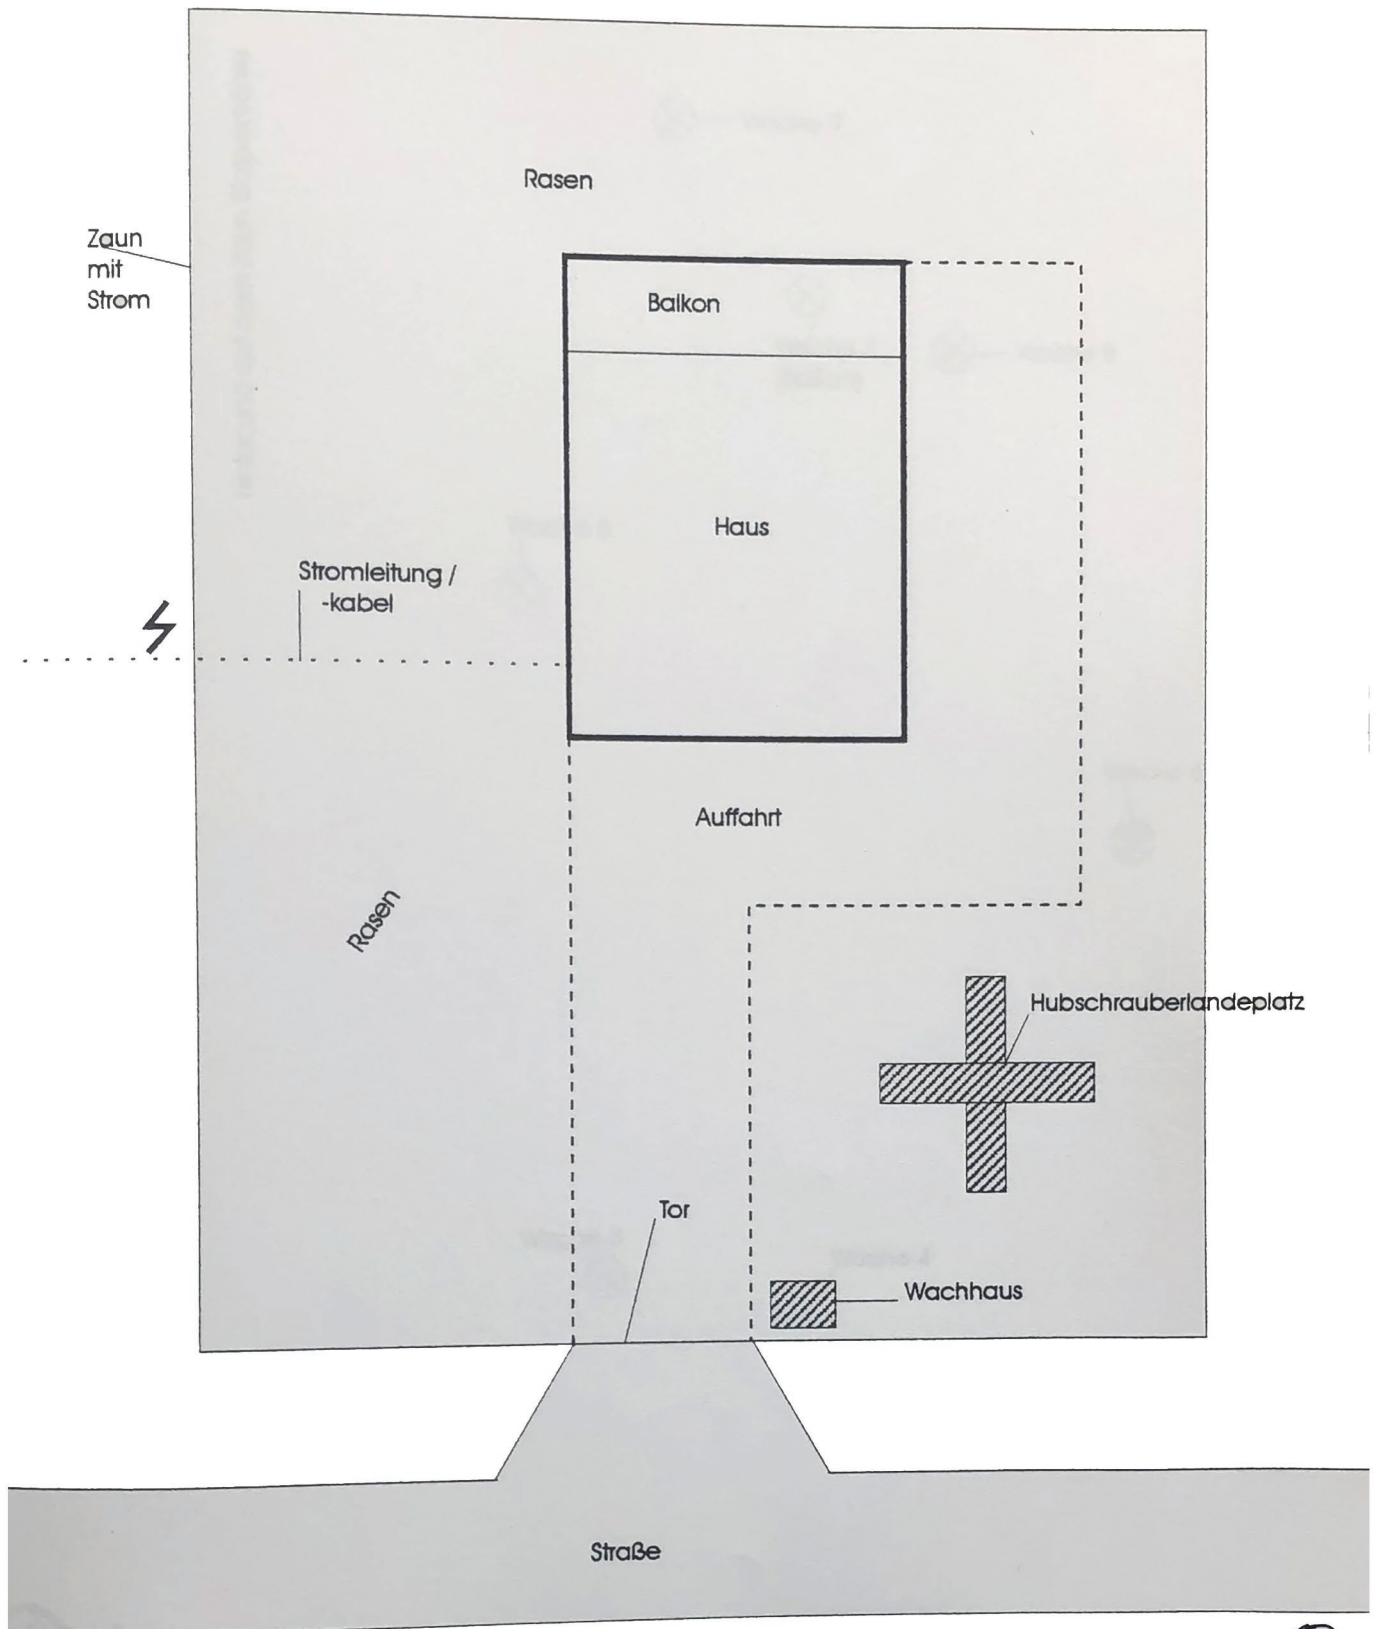 Rasen
Zaun
mit
Strom
Balkon
Haus
Stromleitung /
-kabel
Auffahrt
Rasen
Hubschrauberlandeplatz
Tor
Wachhaus
Straße